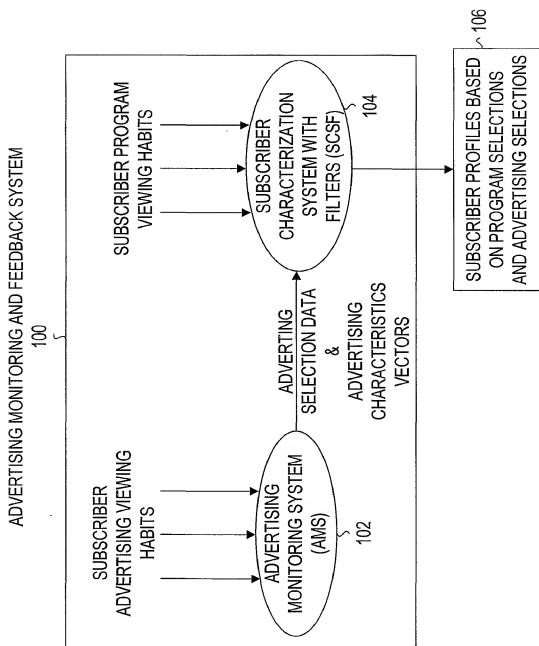 ADVERTISING MONITORING AND FEEDBACK SYSTEM
100
SUBSCRIBER
ADVERTISING VIEWING
HABITS
ADVERTISING
MONITORING SYSTEM
(AMS)
102
ADVERTING
SELECTION DATA
&
ADVERTISING
CHARACTERISTICS
VECTORS
SUBSCRIBER PROGRAM
VIEWING HABITS
SUBSCRIBER
CHARACTERIZATION
SYSTEM WITH
FILTERS (SCSF)
104
106
SUBSCRIBER PROFILES BASED
ON PROGRAM SELECTIONS
AND ADVERTISING SELECTIONS